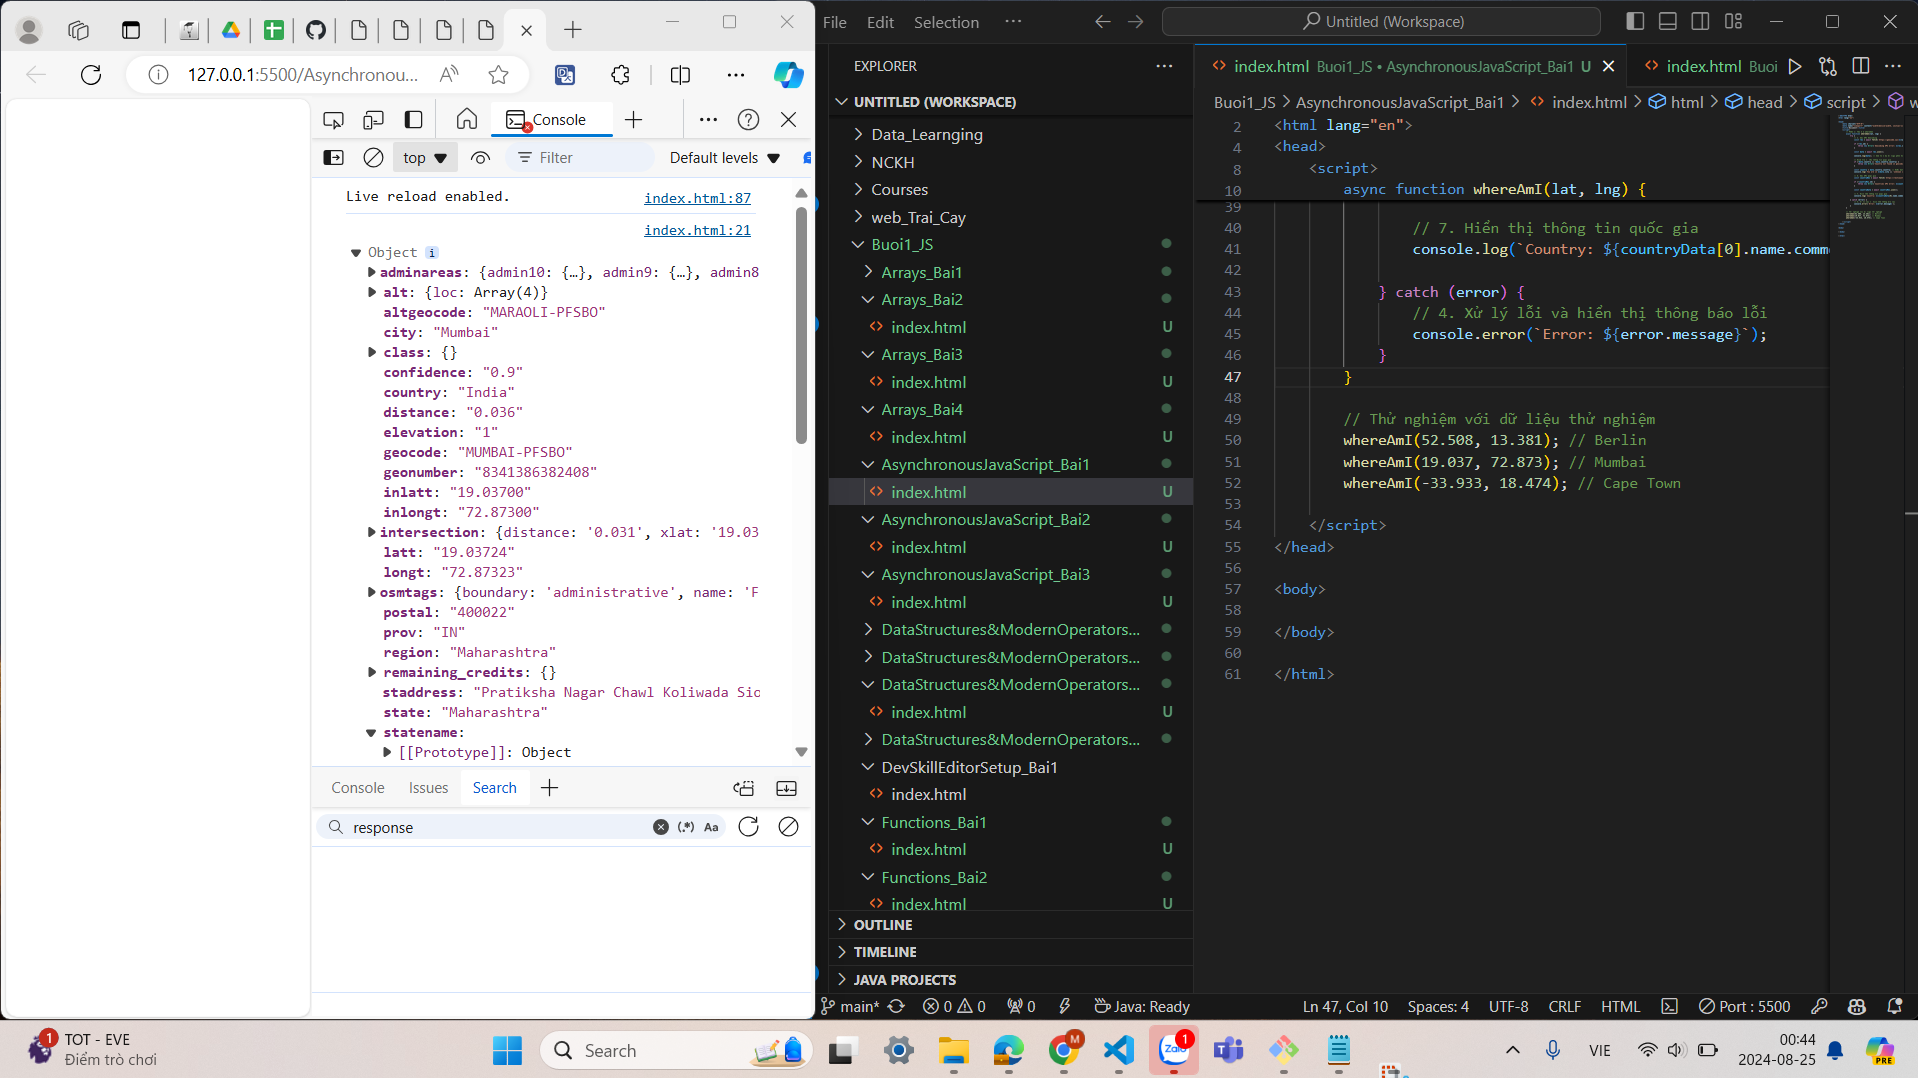 127.0.0.1:5500/Asynchronou...
Console
top
Filter
Default levels
Live reload enabled.
index.html:87
index.html:21
Object
adminareas: {admin10: {…}, admin9: {…}, admin8
alt: {loc: Array(4)}
altgeocode: "MARAOLI-PFSBO"
city: "Mumbai"
class: {}
confidence: "0.9"
country: "India"
distance: "0.036"
elevation: "1"
geocode: "MUMBAI-PFSBO"
geonumber: "8341386382408"
inlatt: "19.03700"
inlongt: "72.87300"
intersection: {distance: '0.031', xlat: '19.03
latt: "19.03724"
longt: "72.87323"
osmtags: {boundary: 'administrative', name: 'F
postal: "400022"
prov: "IN"
region: "Maharashtra"
remaining_credits: {}
staddress: "Pratiksha Nagar Chawl Koliwada Sio
state: "Maharashtra"
statename:
[[Prototype]]: Object
Console
Issues
Search
response
(.*)
Aa
File
Edit
Selection
···
Untitled (Workspace)
EXPLORER
UNTITLED (WORKSPACE)
Data_Learnging
NCKH
Courses
web_Trai_Cay
Buoi1_JS
Arrays_Bai1
Arrays_Bai2
index.html U
Arrays_Bai3
index.html U
Arrays_Bai4
index.html U
AsynchronousJavaScript_Bai1
index.html U
AsynchronousJavaScript_Bai2
index.html U
AsynchronousJavaScript_Bai3
index.html U
DataStructures&ModernOperators...
DataStructures&ModernOperators...
DataStructures&ModernOperators...
index.html U
DataStructures&ModernOperators...
DevSkillEditorSetup_Bai1
index.html
Functions_Bai1
index.html U
Functions_Bai2
index.html U
OUTLINE
TIMELINE
JAVA PROJECTS
index.html Buoi1_JS • AsynchronousJavaScript_Bai1 U
index.html Buoi
Buoi1_JS > AsynchronousJavaScript_Bai1 > index.html > html > head > script > w
2 <html lang="en">
4 <head>
8 <script>
10 async function whereAmI(lat, lng) {
39
40 // 7. Hiển thị thông tin quốc gia
41 console.log(`Country: ${countryData[0].name.comm
42
43 } catch (error) {
44 // 4. Xử lý lỗi và hiển thị thông báo lỗi
45 console.error(`Error: ${error.message}`);
46 }
47 }
48
49 // Thử nghiệm với dữ liệu thử nghiệm
50 whereAmI(52.508, 13.381); // Berlin
51 whereAmI(19.037, 72.873); // Mumbai
52 whereAmI(-33.933, 18.474); // Cape Town
53
54 </script>
55 </head>
56
57 <body>
58
59 </body>
60
61 </html>
main*
0
0
0
Java: Ready
Ln 47, Col 10
Spaces: 4
UTF-8
CRLF
HTML
Port : 5500
1
TOT - EVE
Điểm trò chơi
Search
M
Zalo
1
VIE
00:44
2024-08-25
PRE